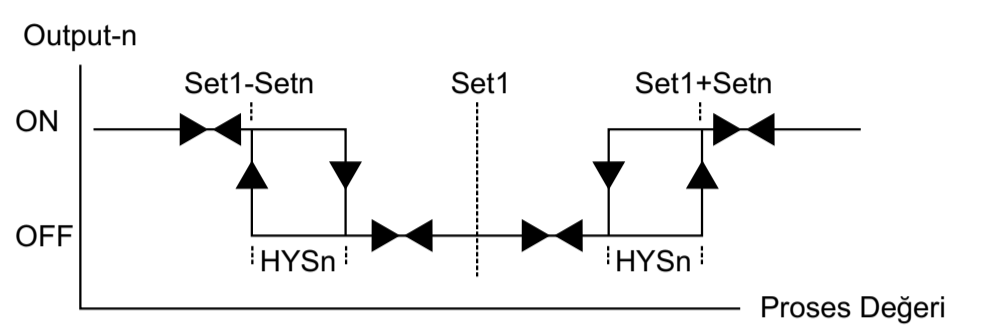 Output-n
Set1-Setn
Set1
Set1+Setn
ON
OFF
HYSn
HYSn
Proses Değeri